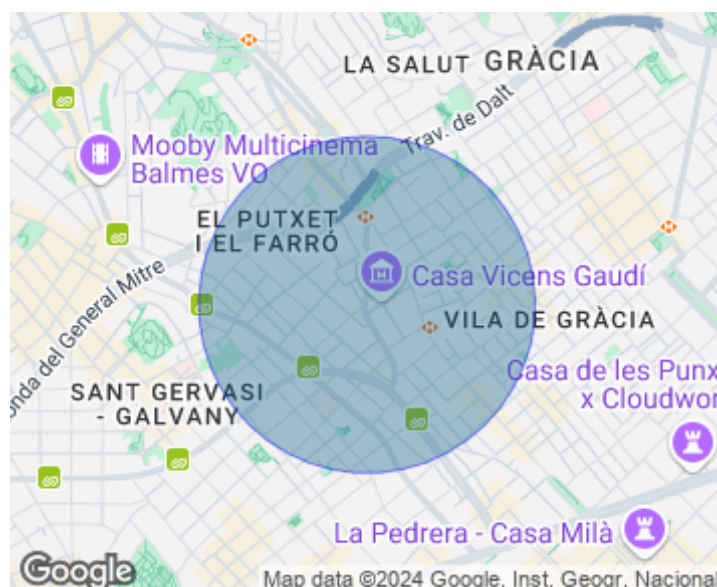 LA SALUT
GRÀCIA
Mooby Multicinema
Balmes VO
Trav. de Dalt
EL PUTXET
I EL FARRÓ
Casa Vicens Gaudí
onda del General Mitre
VILA DE GRÀCIA
Casa de les Punx
x Cloudwor
SANT GERVASI
- GALVANY
La Pedrera - Casa Milà
Google
Map data ©2024 Google, Inst. Geogr. Nacional